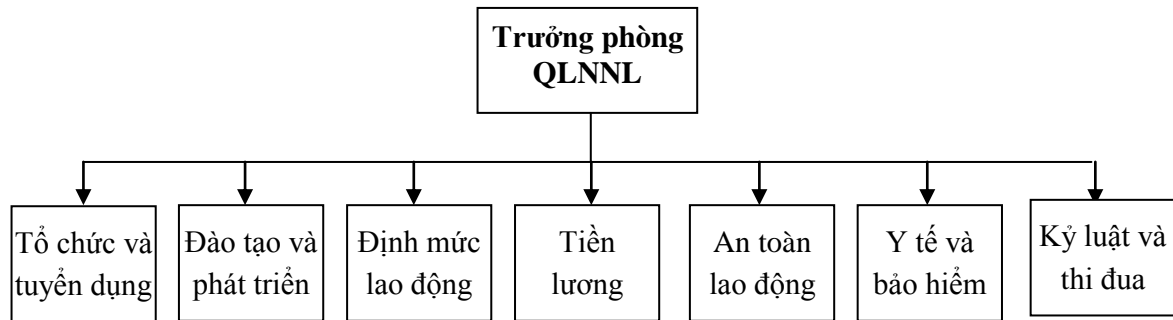 Trưởng phòng
QLNNL
Tổ chức và
tuyển dụng
Đào tạo và
phát triển
Định mức
lao động
Tiền
lương
An toàn
lao động
Y tế và
bảo hiểm
Kỷ luật và
thi đua